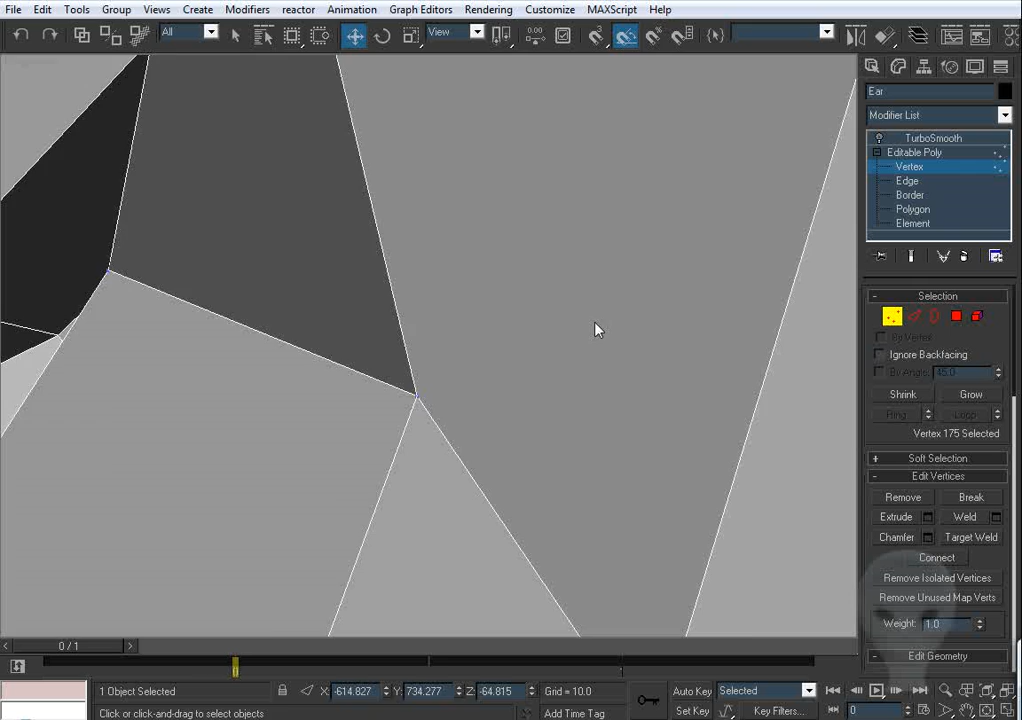 File Edit Tools Group Views Create Modifiers reactor Animation Graph Editors Rendering Customize MAXScript Help
All View
Ear
Modifier List
TurboSmooth
Editable Poly
Vertex
Edge
Border
Polygon
Element
- Selection
By Vertex
Ignore Backfacing
By Angle: 45.0
Shrink Grow
Ring Loop
Vertex 175 Selected
+ Soft Selection
- Edit Vertices
Remove Break
Extrude Weld
Chamfer Target Weld
Connect
Remove Isolated Vertices
Remove Unused Map Verts
Weight: 1.0
- Edit Geometry
< 0 / 1 >
1 Object Selected X: -614.827 Y: 734.277 Z: -64.815 Grid = 10.0 Auto Key Selected
Click or click-and-drag to select objects Add Time Tag Set Key Key Filters... 0